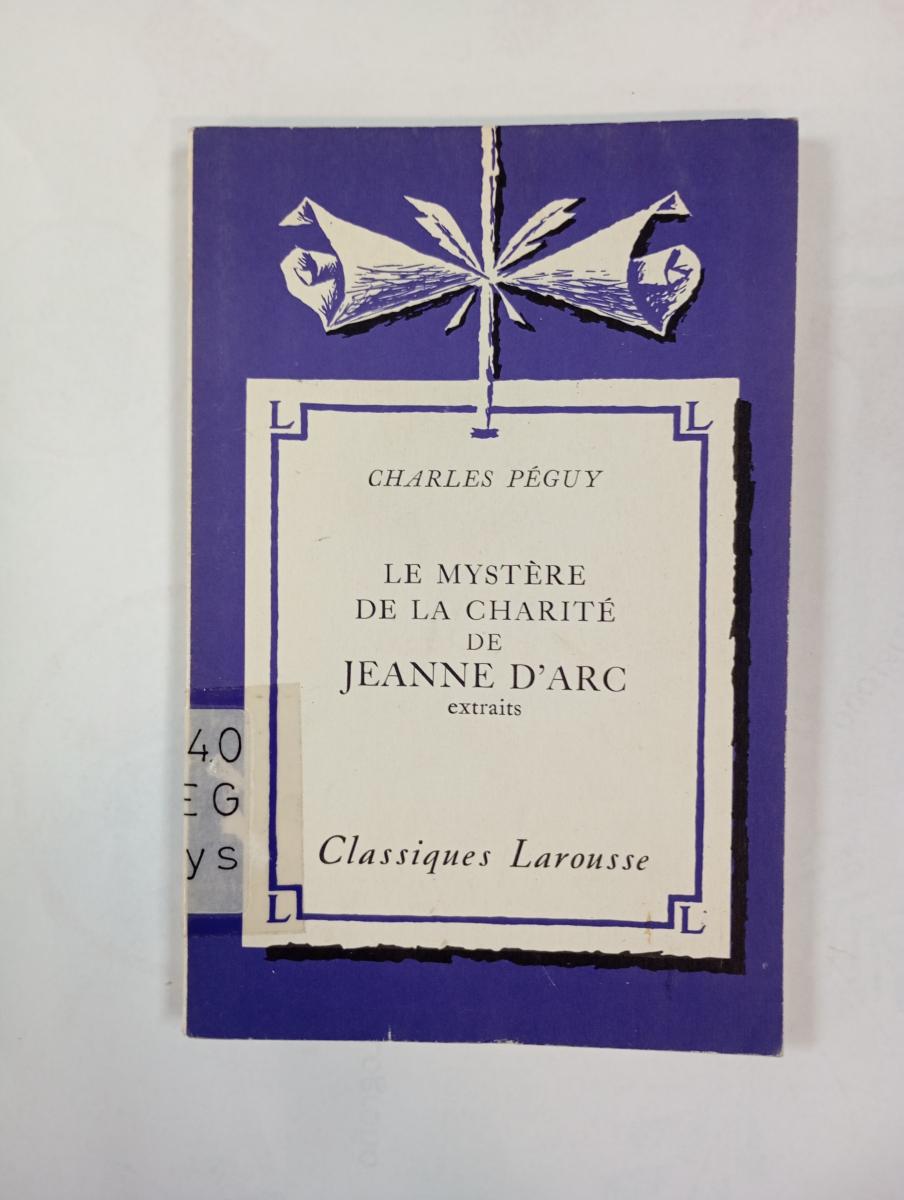 L L
CHARLES PÉGUY
LE MYSTÈRE
DE LA CHARITÉ
DE
JEANNE D'ARC
extraits
40
EG
ys
Classiques Larousse
L L